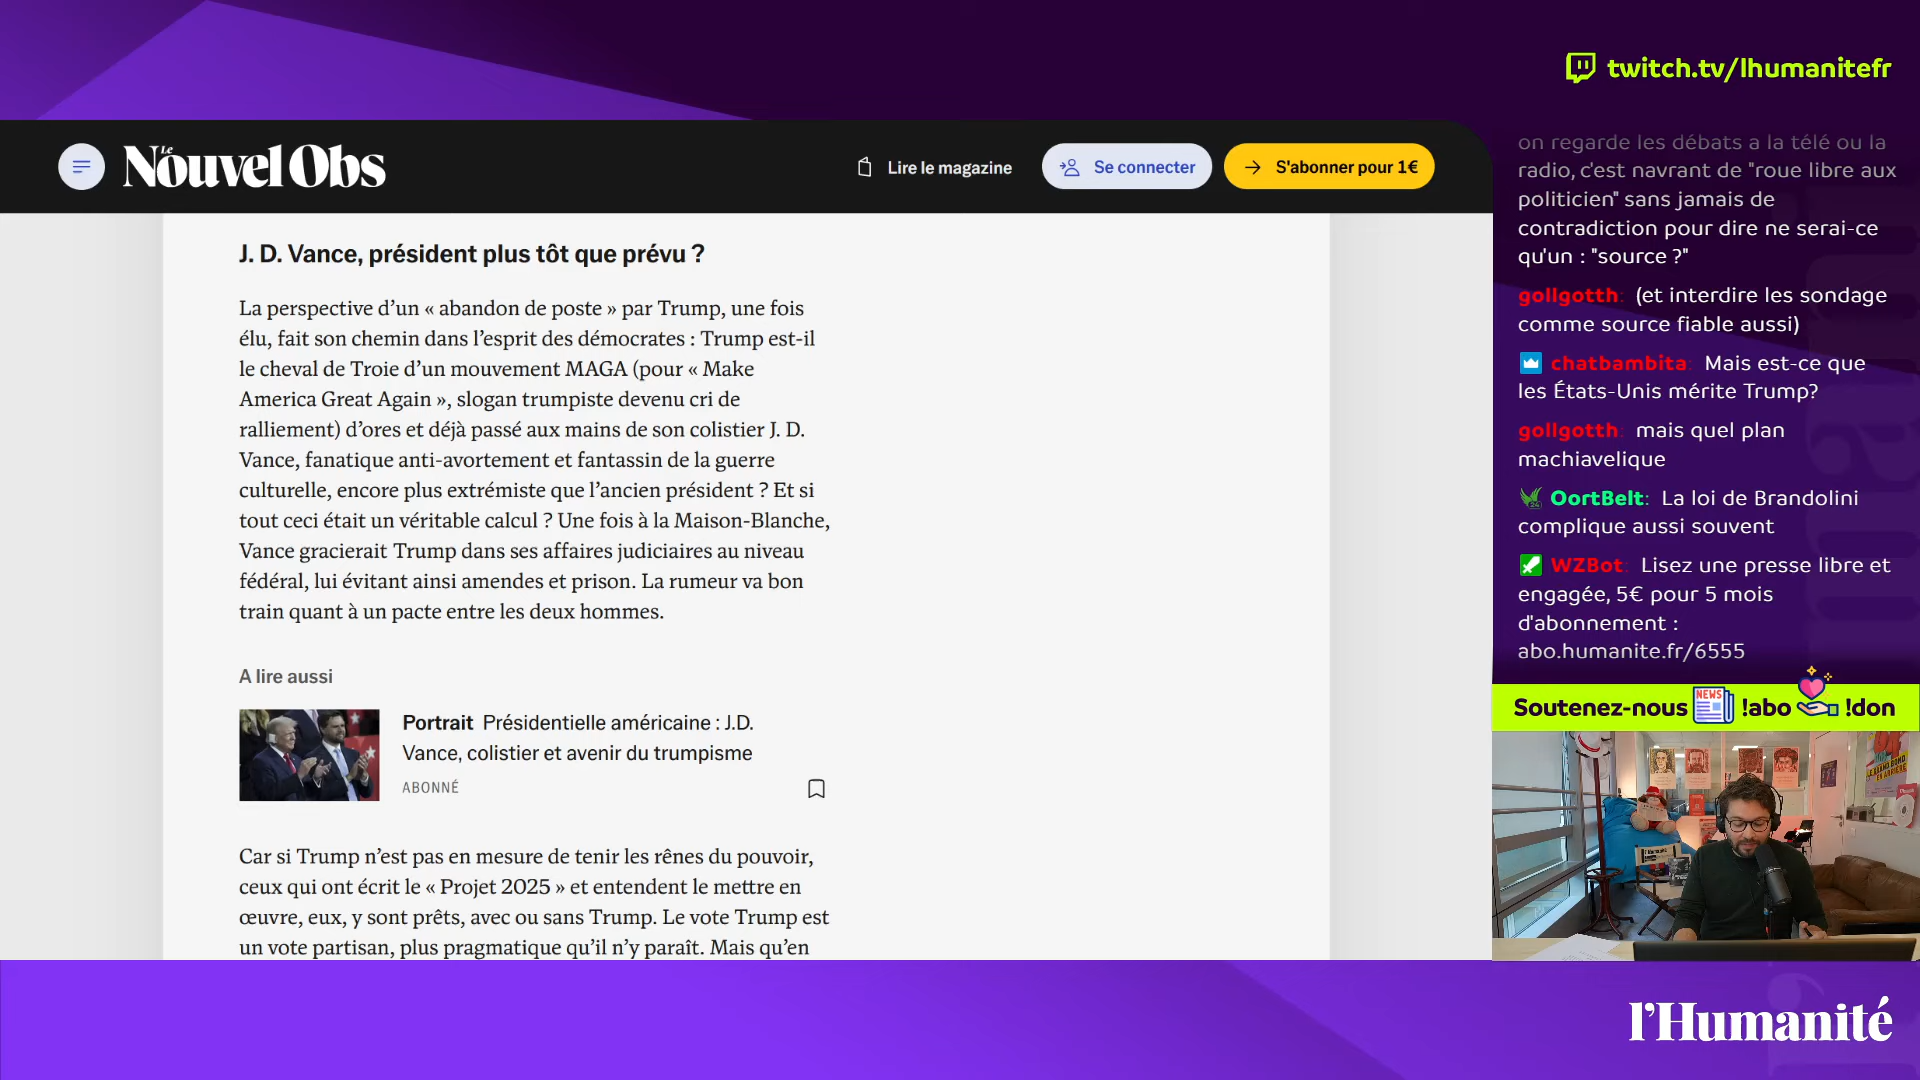 twitch.tv/lhumanitefr
Le Nouvel Obs
Lire le magazine
Se connecter
S'abonner pour 1€
J. D. Vance, président plus tôt que prévu ?
La perspective d’un « abandon de poste » par Trump, une fois
élu, fait son chemin dans l’esprit des démocrates : Trump est-il
le cheval de Troie d’un mouvement MAGA (pour « Make
America Great Again », slogan trumpiste devenu cri de
ralliement) d’ores et déjà passé aux mains de son colistier J. D.
Vance, fanatique anti-avortement et fantassin de la guerre
culturelle, encore plus extrémiste que l’ancien président ? Et si
tout ceci était un véritable calcul ? Une fois à la Maison-Blanche,
Vance gracierait Trump dans ses affaires judiciaires au niveau
fédéral, lui évitant ainsi amendes et prison. La rumeur va bon
train quant à un pacte entre les deux hommes.
A lire aussi
Portrait Présidentielle américaine : J.D.
Vance, colistier et avenir du trumpisme
ABONNÉ
Car si Trump n’est pas en mesure de tenir les rênes du pouvoir,
ceux qui ont écrit le « Projet 2025 » et entendent le mettre en
œuvre, eux, y sont prêts, avec ou sans Trump. Le vote Trump est
un vote partisan, plus pragmatique qu’il n’y paraît. Mais qu’en
on regarde les débats a la télé ou la
radio, c'est navrant de "roue libre aux
politicien" sans jamais de
contradiction pour dire ne serai-ce
qu'un : "source ?"
gollgotth: (et interdire les sondage
comme source fiable aussi)
chatbambita: Mais est-ce que
les États-Unis mérite Trump?
gollgotth: mais quel plan
machiavelique
OortBelt: La loi de Brandolini
complique aussi souvent
WZBot: Lisez une presse libre et
engagée, 5€ pour 5 mois
d'abonnement :
abo.humanite.fr/6555
Soutenez-nous NEWS !abo !don
l'Humanité